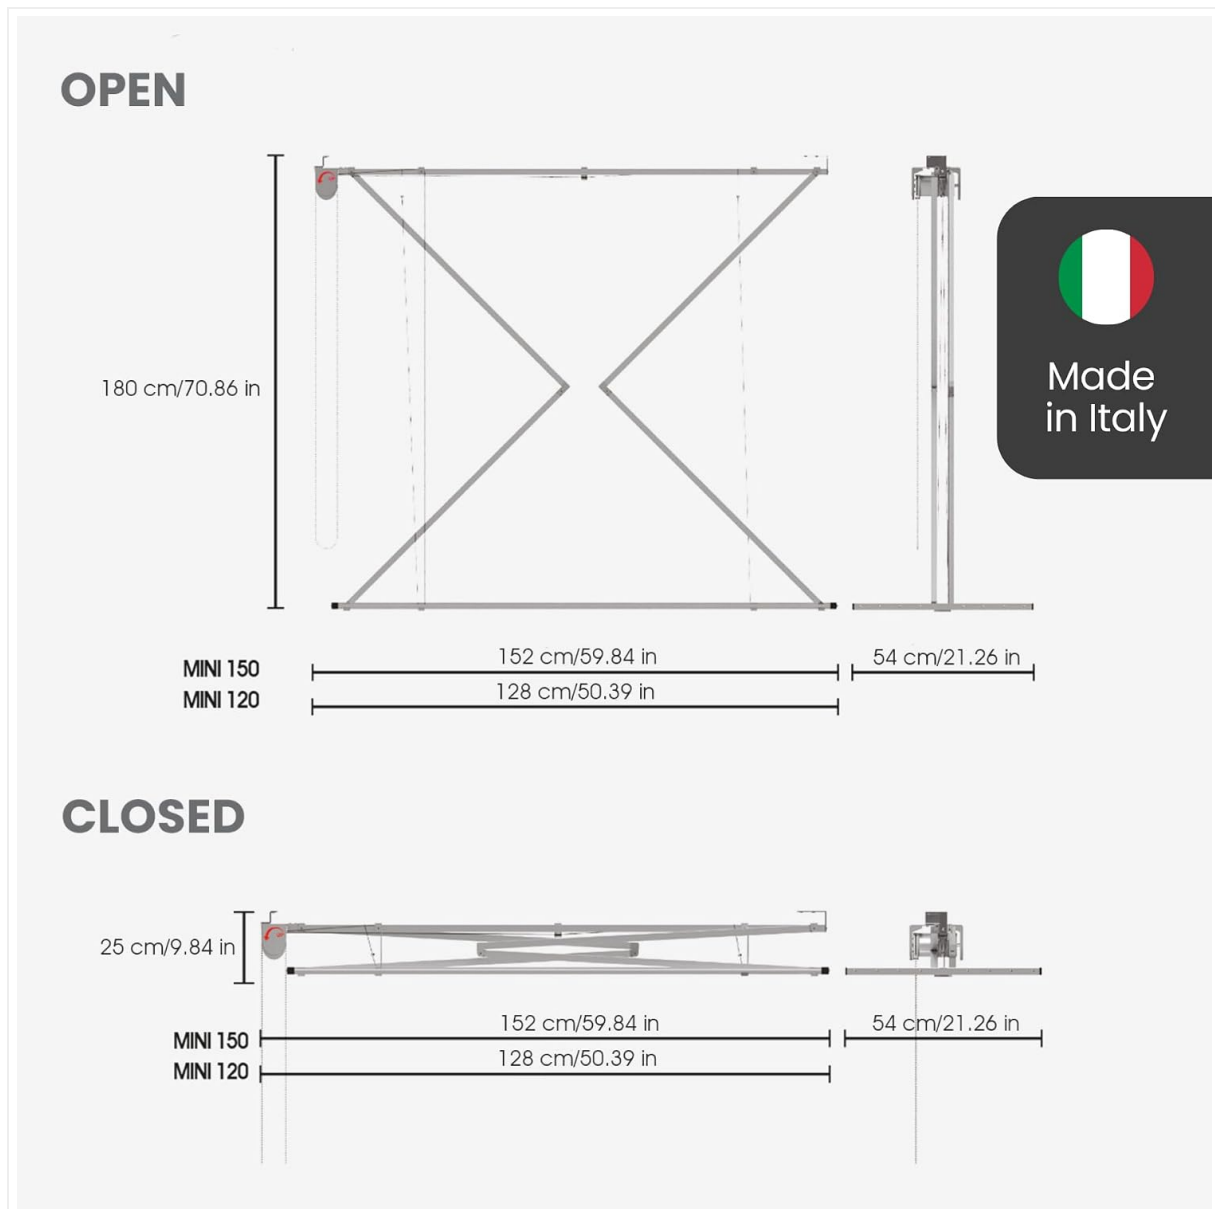 OPEN
180 cm/70.86 in
Made
in Italy
MINI 150
152 cm/59.84 in
54 cm/21.26 in
MINI 120
128 cm/50.39 in
CLOSED
25 cm/9.84 in
MINI 150
152 cm/59.84 in
54 cm/21.26 in
MINI 120
128 cm/50.39 in